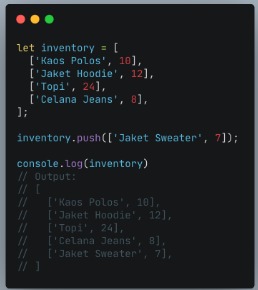 let inventory = [
  ['Kaos Polos', 10],
  ['Jaket Hoodie', 12],
  ['Topi', 24],
  ['Celana Jeans', 8],
];

inventory.push(['Jaket Sweater', 7]);

console.log(inventory)
// Output:
// [
//   ['Kaos Polos', 10],
//   ['Jaket Hoodie', 12],
//   ['Topi', 24],
//   ['Celana Jeans', 8],
//   ['Jaket Sweater', 7],
// ]